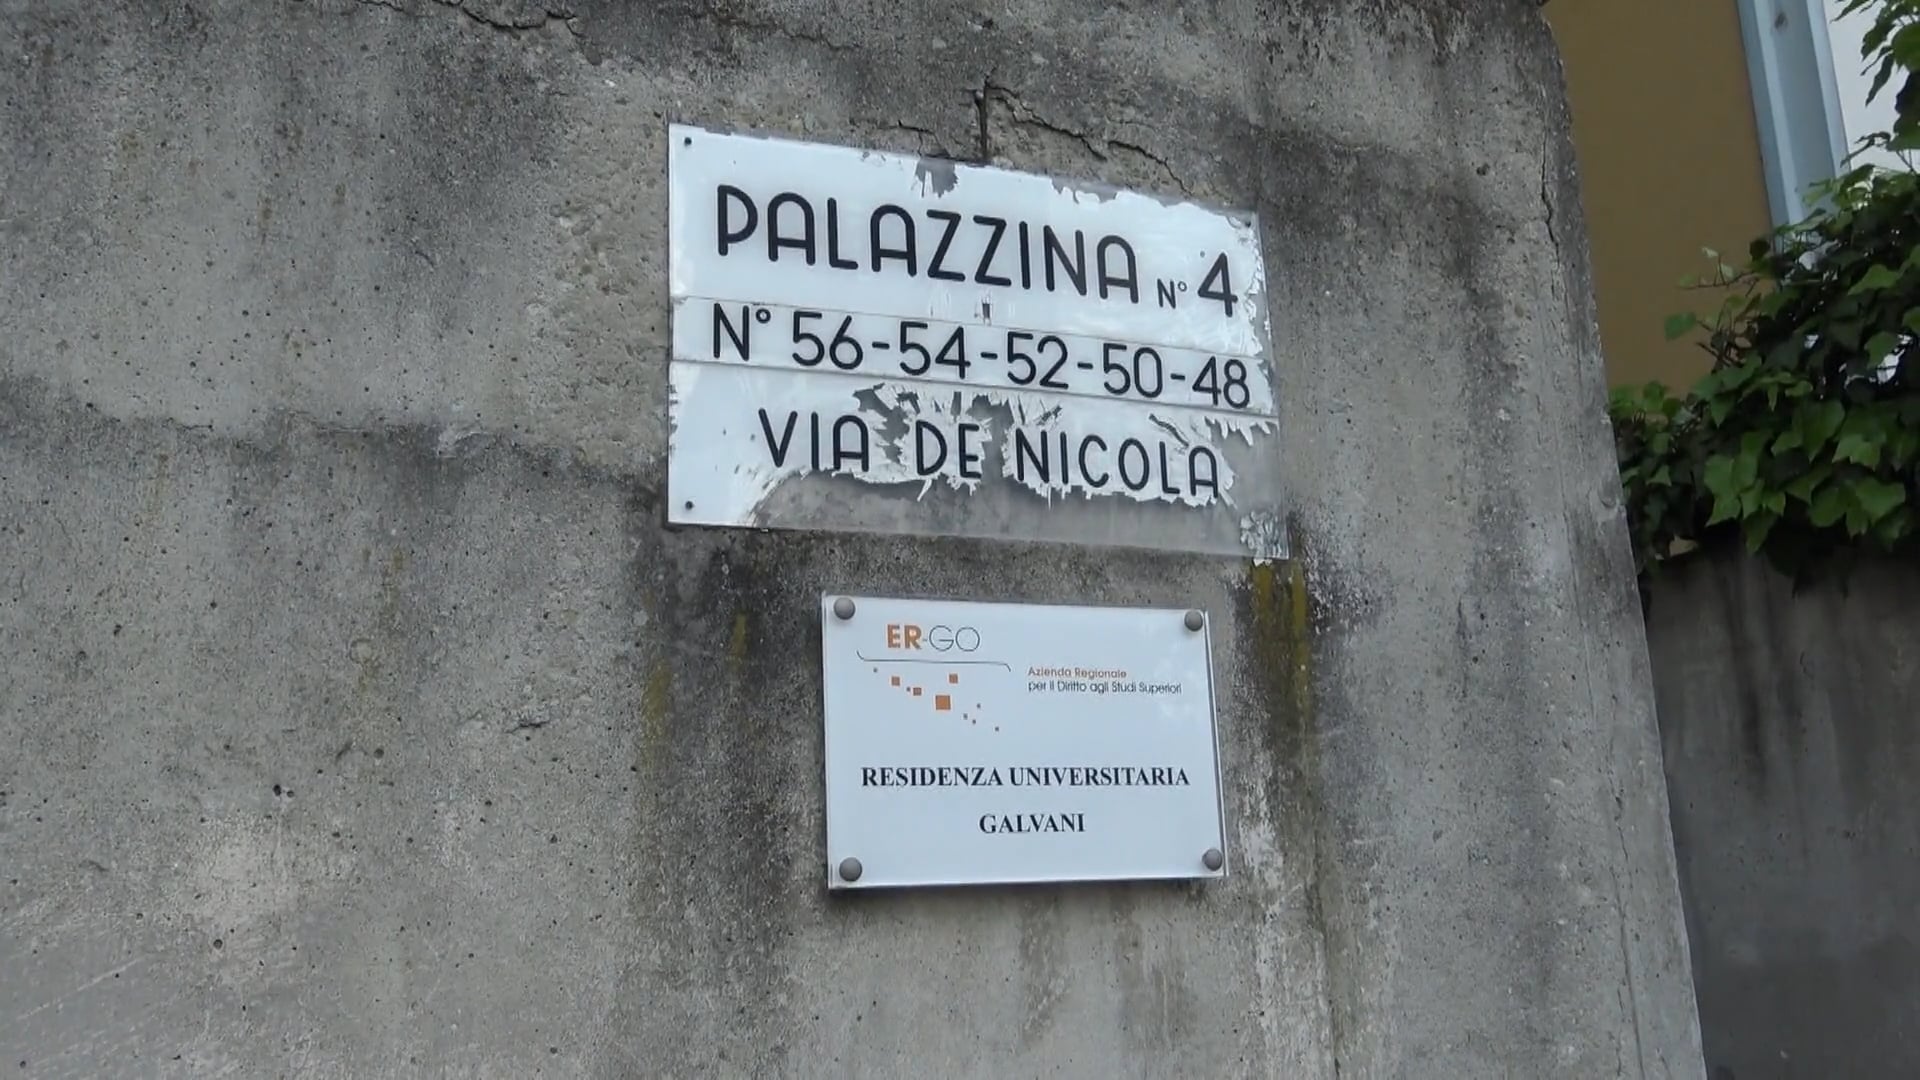 PALAZZINA N° 4
N° 56-54-52-50-48
VIA DE NICOLA
ER-GO
Azienda Regionale
per il Diritto agli Studi Superiori
RESIDENZA UNIVERSITARIA
GALVANI